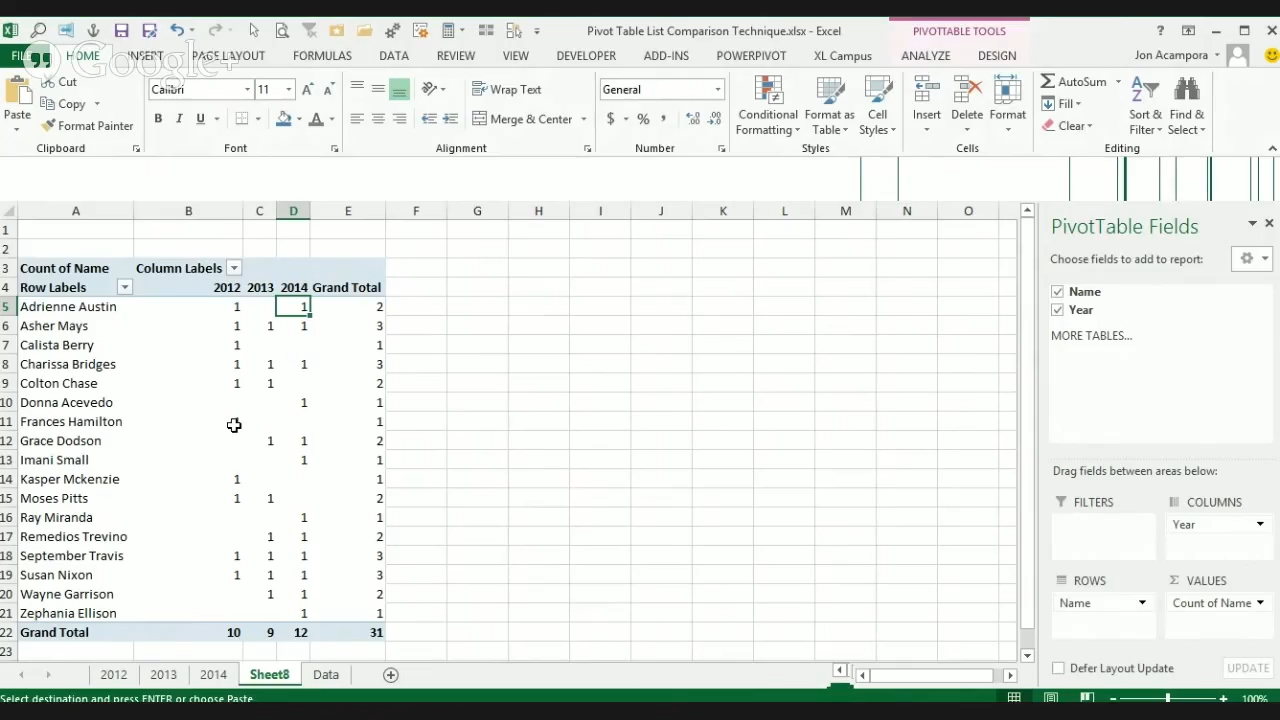 Pivot Table List Comparison Technique.xlsx - Excel
PIVOTTABLE TOOLS
?
HOME INSERT PAGE LAYOUT FORMULAS DATA REVIEW VIEW DEVELOPER ADD-INS POWERPIVOT XL Campus ANALYZE DESIGN Jon Acampora
Google+
Paste
Cut
Copy
Format Painter
Clipboard
Calibri 11
B I U
Font
Wrap Text
Merge & Center
Alignment
General
$ % ,
Number
Conditional Formatting
Format as Table
Cell Styles
Styles
Insert
Delete
Format
Cells
AutoSum
Fill
Clear
Sort & Filter
Find & Select
Editing
A B C D E F G H I J K L M N O
1
2
3 Count of Name Column Labels
4 Row Labels 2012 2013 2014 Grand Total
5 Adrienne Austin 1 1 2
6 Asher Mays 1 1 1 3
7 Calista Berry 1 1
8 Charissa Bridges 1 1 1 3
9 Colton Chase 1 1 2
10 Donna Acevedo 1 1
11 Frances Hamilton 1
12 Grace Dodson 1 1 2
13 Imani Small 1 1
14 Kasper Mckenzie 1 1
15 Moses Pitts 1 1 2
16 Ray Miranda 1 1
17 Remedios Trevino 1 1 2
18 September Travis 1 1 1 3
19 Susan Nixon 1 1 1 3
20 Wayne Garrison 1 1 2
21 Zephania Ellison 1 1
22 Grand Total 10 9 12 31
23
PivotTable Fields
Choose fields to add to report:
Name
Year
MORE TABLES...
Drag fields between areas below:
FILTERS
COLUMNS
Year
ROWS
Name
VALUES
Count of Name
Defer Layout Update
UPDATE
2012 2013 2014 Sheet8 Data
Select destination and press ENTER or choose Paste
100%